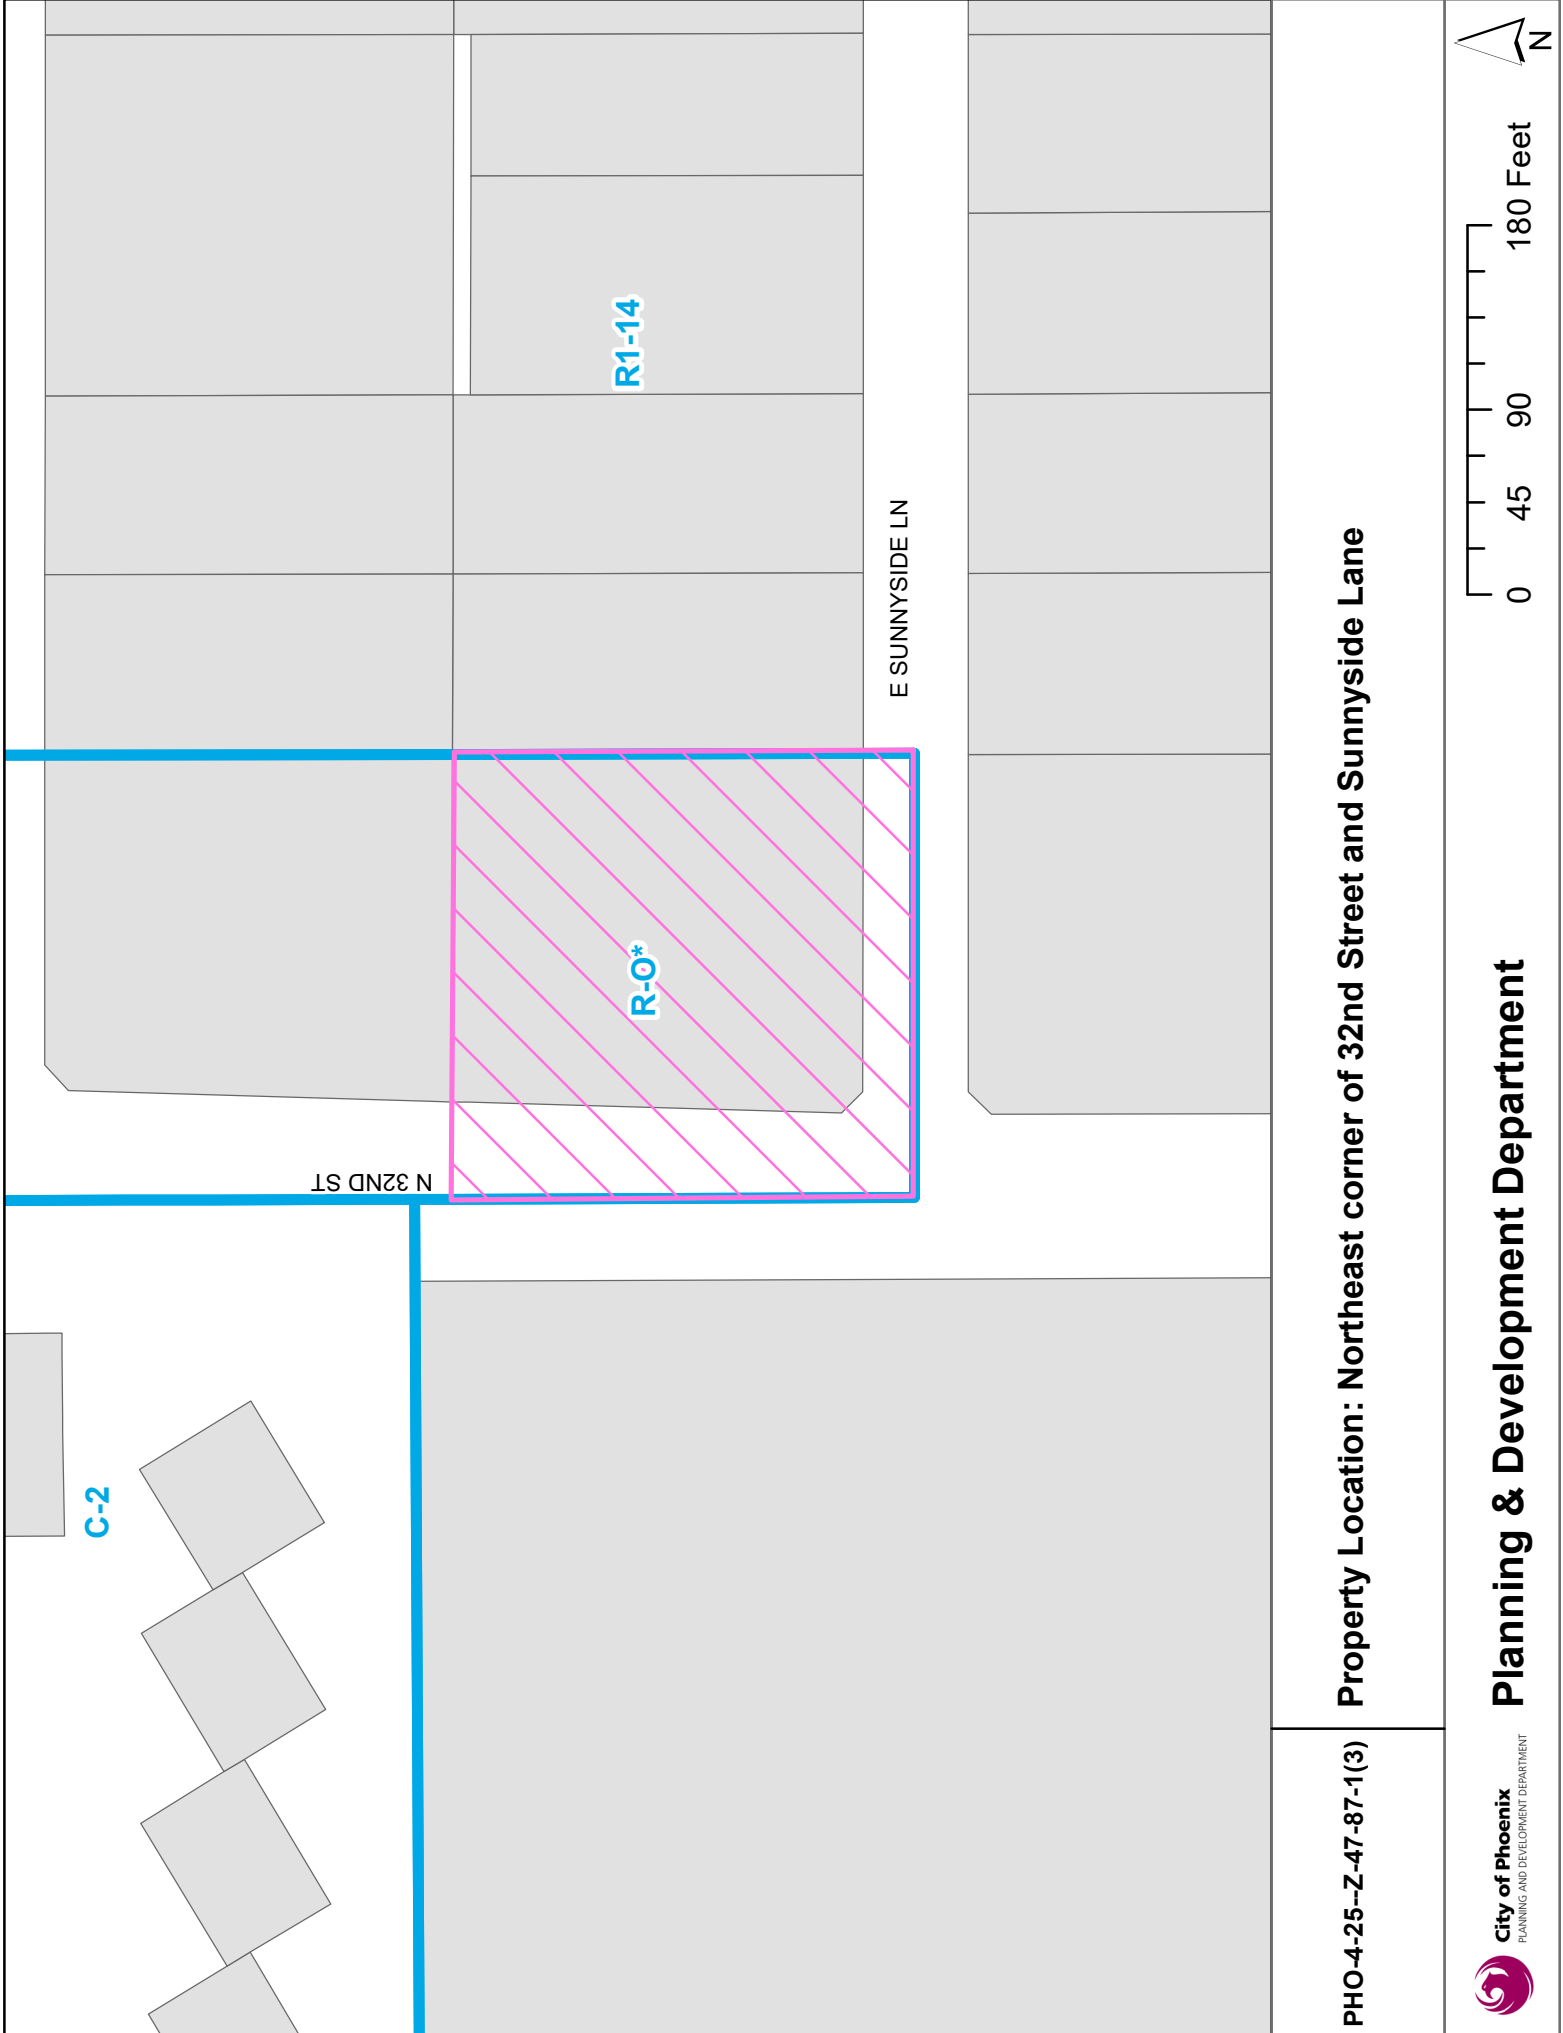 C-2
N 32ND ST
R-O*
R1-14
E SUNNYSIDE LN
PHO-4-25--Z-47-87-1(3)
Property Location: Northeast corner of 32nd Street and Sunnyside Lane
City of Phoenix
PLANNING AND DEVELOPMENT DEPARTMENT
Planning & Development Department
0 45 90 180 Feet
N